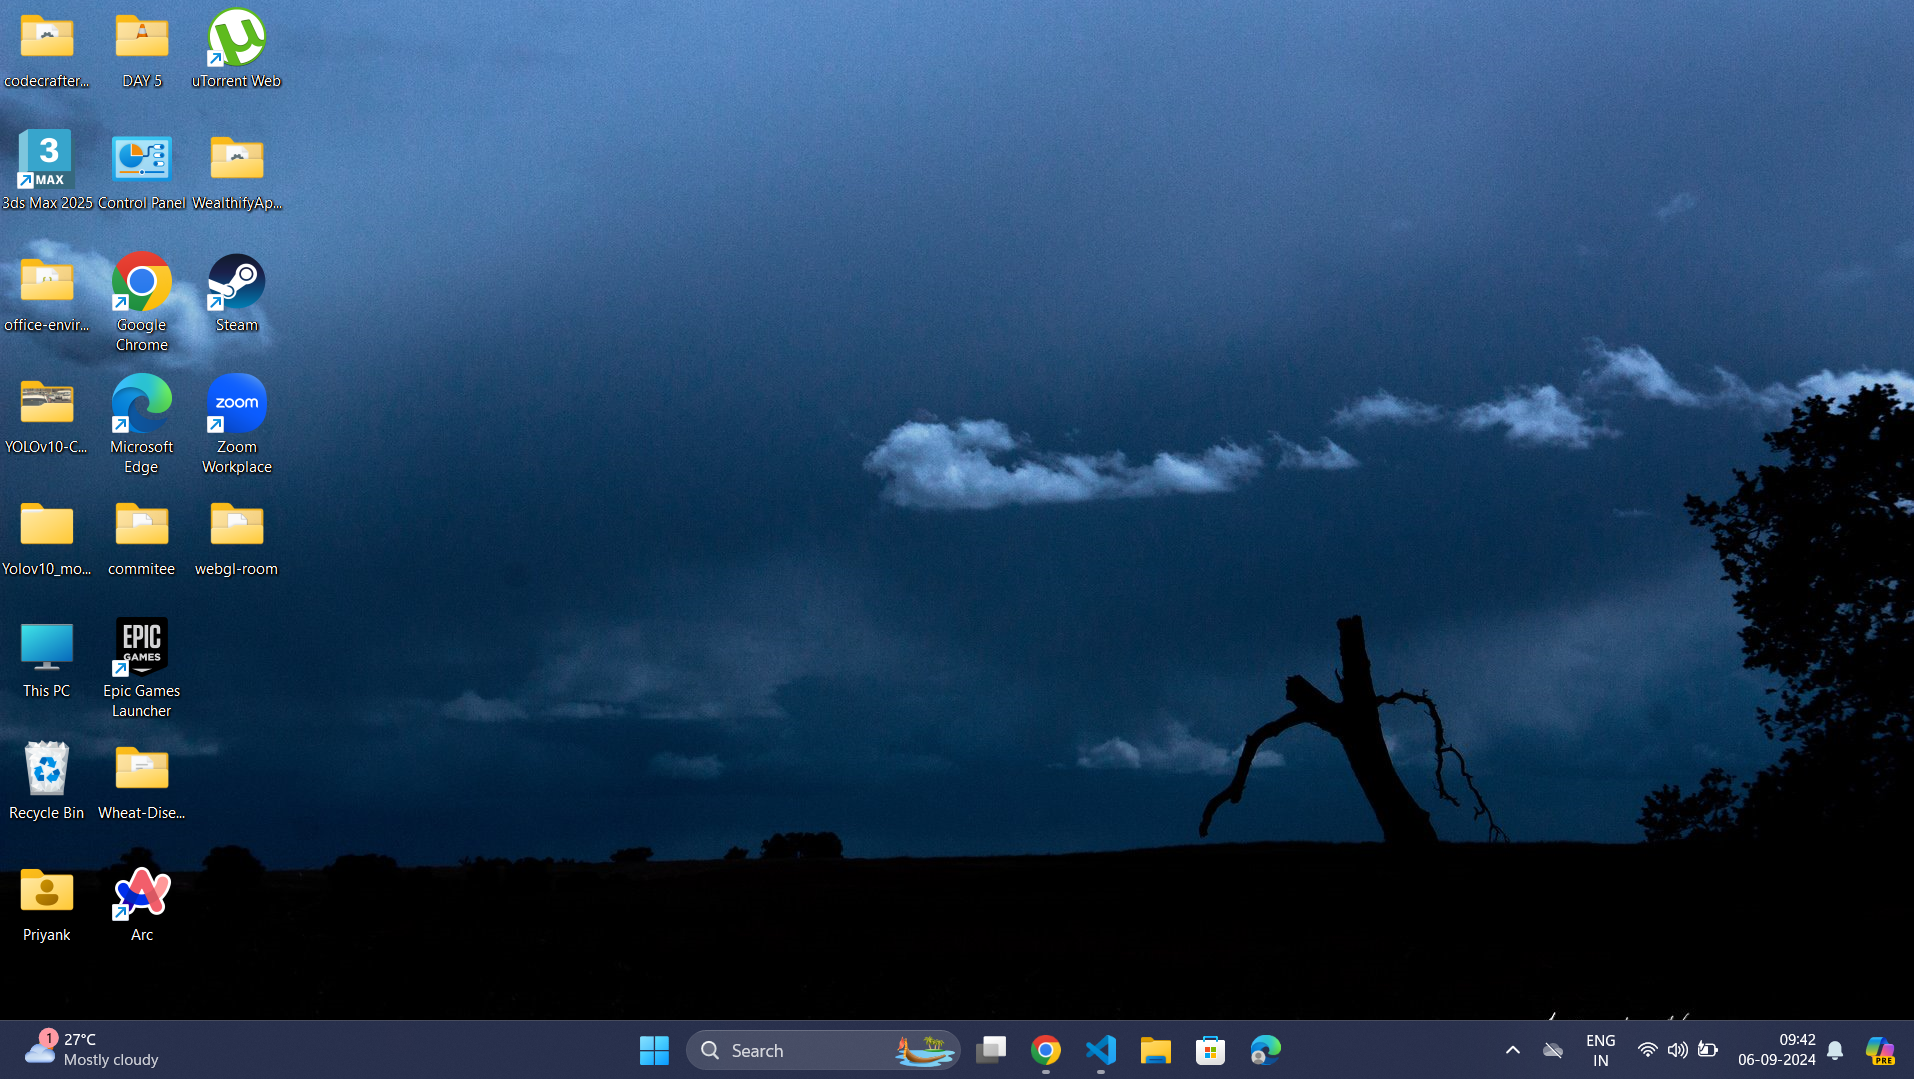 codecrafter...
DAY 5
uTorrent Web
3
MAX
3ds Max 2025
Control Panel
WealthifyAp...
office-envir...
Google
Chrome
Steam
YOLOv10-C...
Microsoft
Edge
zoom
Zoom
Workplace
Yolov10_mo...
commitee
webgl-room
This PC
EPIC
GAMES
Epic Games
Launcher
Recycle Bin
Wheat-Dise...
Priyank
Arc
1
27°C
Mostly cloudy
Search
ENG
IN
09:42
06-09-2024
PRE